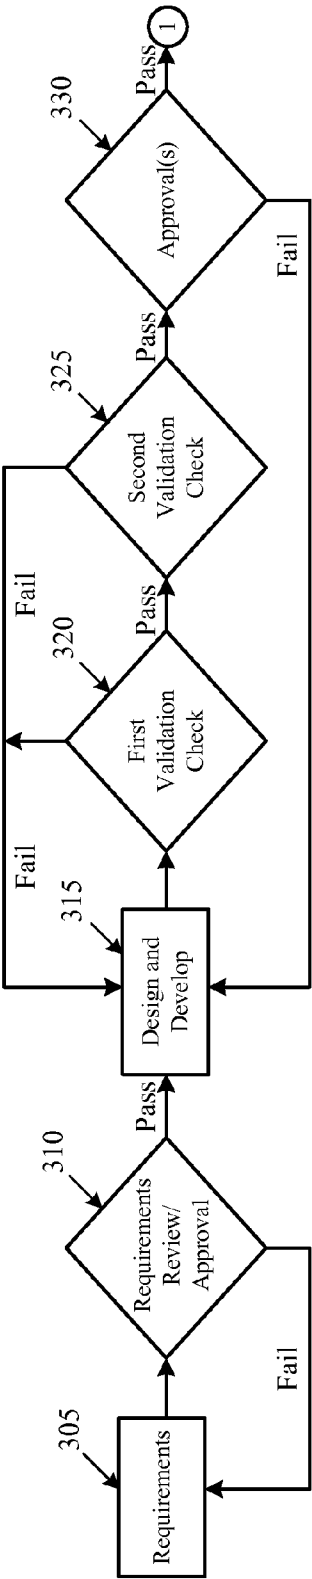 305
Requirements
Fail
310
Requirements
Review/
Approval
Pass
315
Design and
Develop
Fail
320
First
Validation
Check
Pass
Fail
325
Second
Validation
Check
Pass
330
Approval(s)
Fail
Pass
1